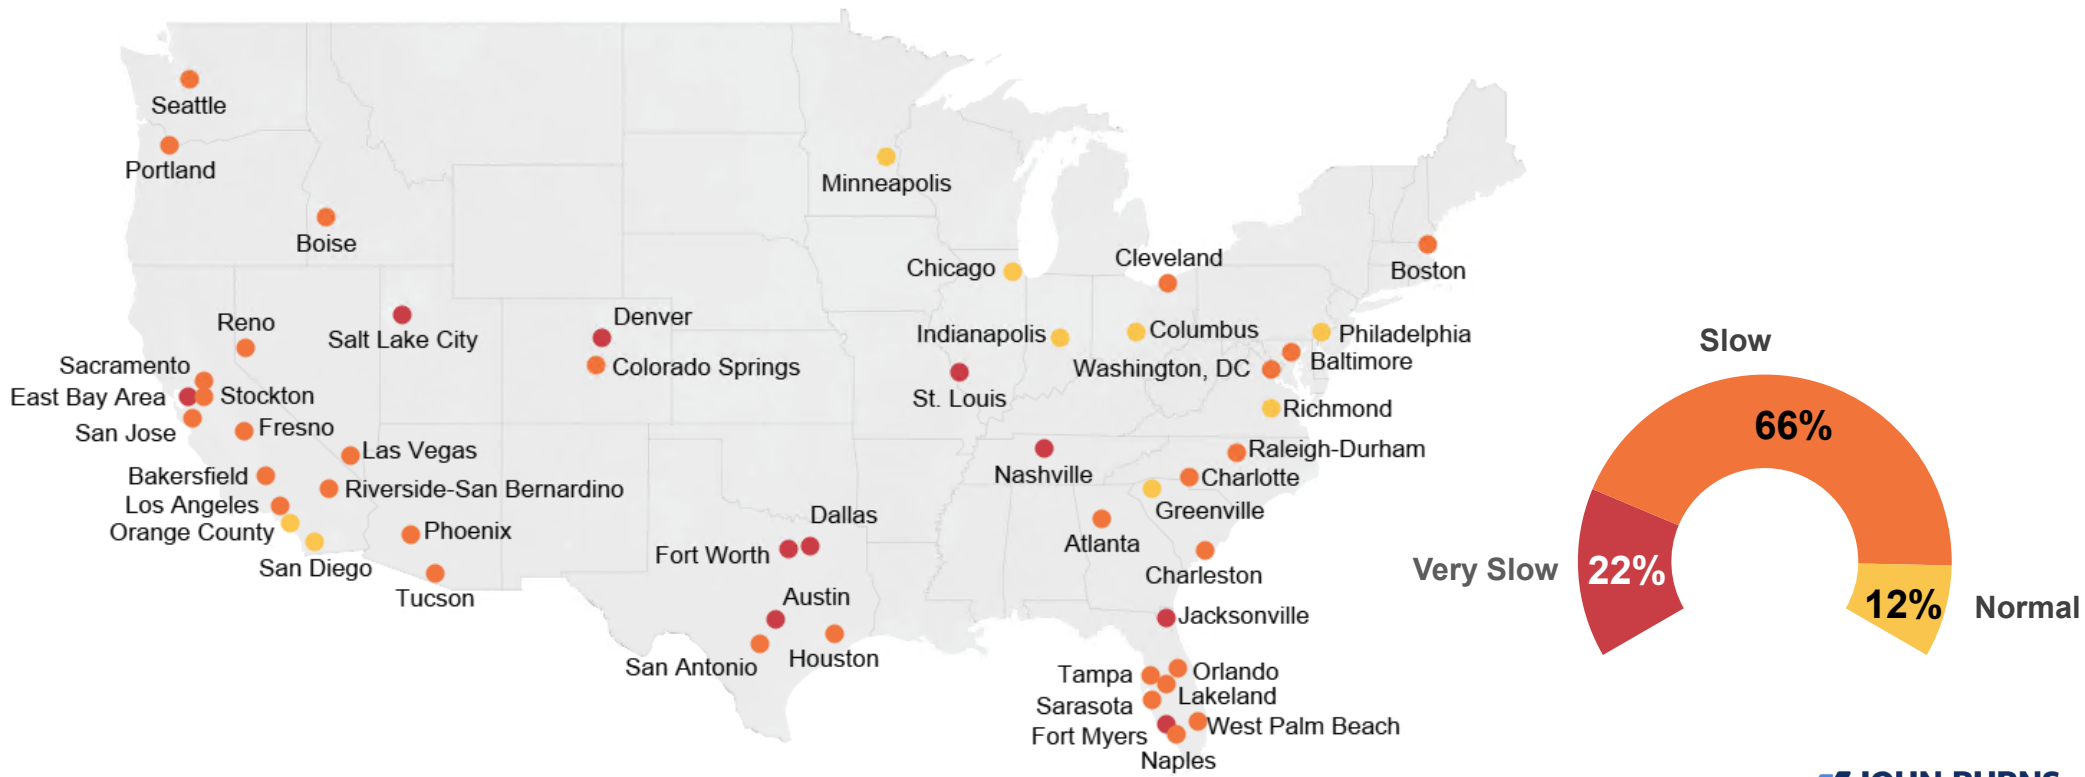 Seattle
Portland
Boise
Minneapolis
Chicago
Cleveland
Boston
Reno
Salt Lake City
Denver
Colorado Springs
Indianapolis
Columbus
Philadelphia
Baltimore
Washington, DC
Sacramento
East Bay Area
Stockton
St. Louis
Richmond
San Jose
Fresno
Las Vegas
Raleigh-Durham
Bakersfield
Riverside-San Bernardino
Nashville
Charlotte
Los Angeles
Orange County
Greenville
San Diego
Phoenix
Dallas
Fort Worth
Atlanta
Tucson
Charleston
Austin
Jacksonville
San Antonio
Houston
Tampa
Orlando
Lakeland
Sarasota
Fort Myers
West Palm Beach
Naples
Slow
66%
Very Slow
22%
12%
Normal
JOHN BURNS